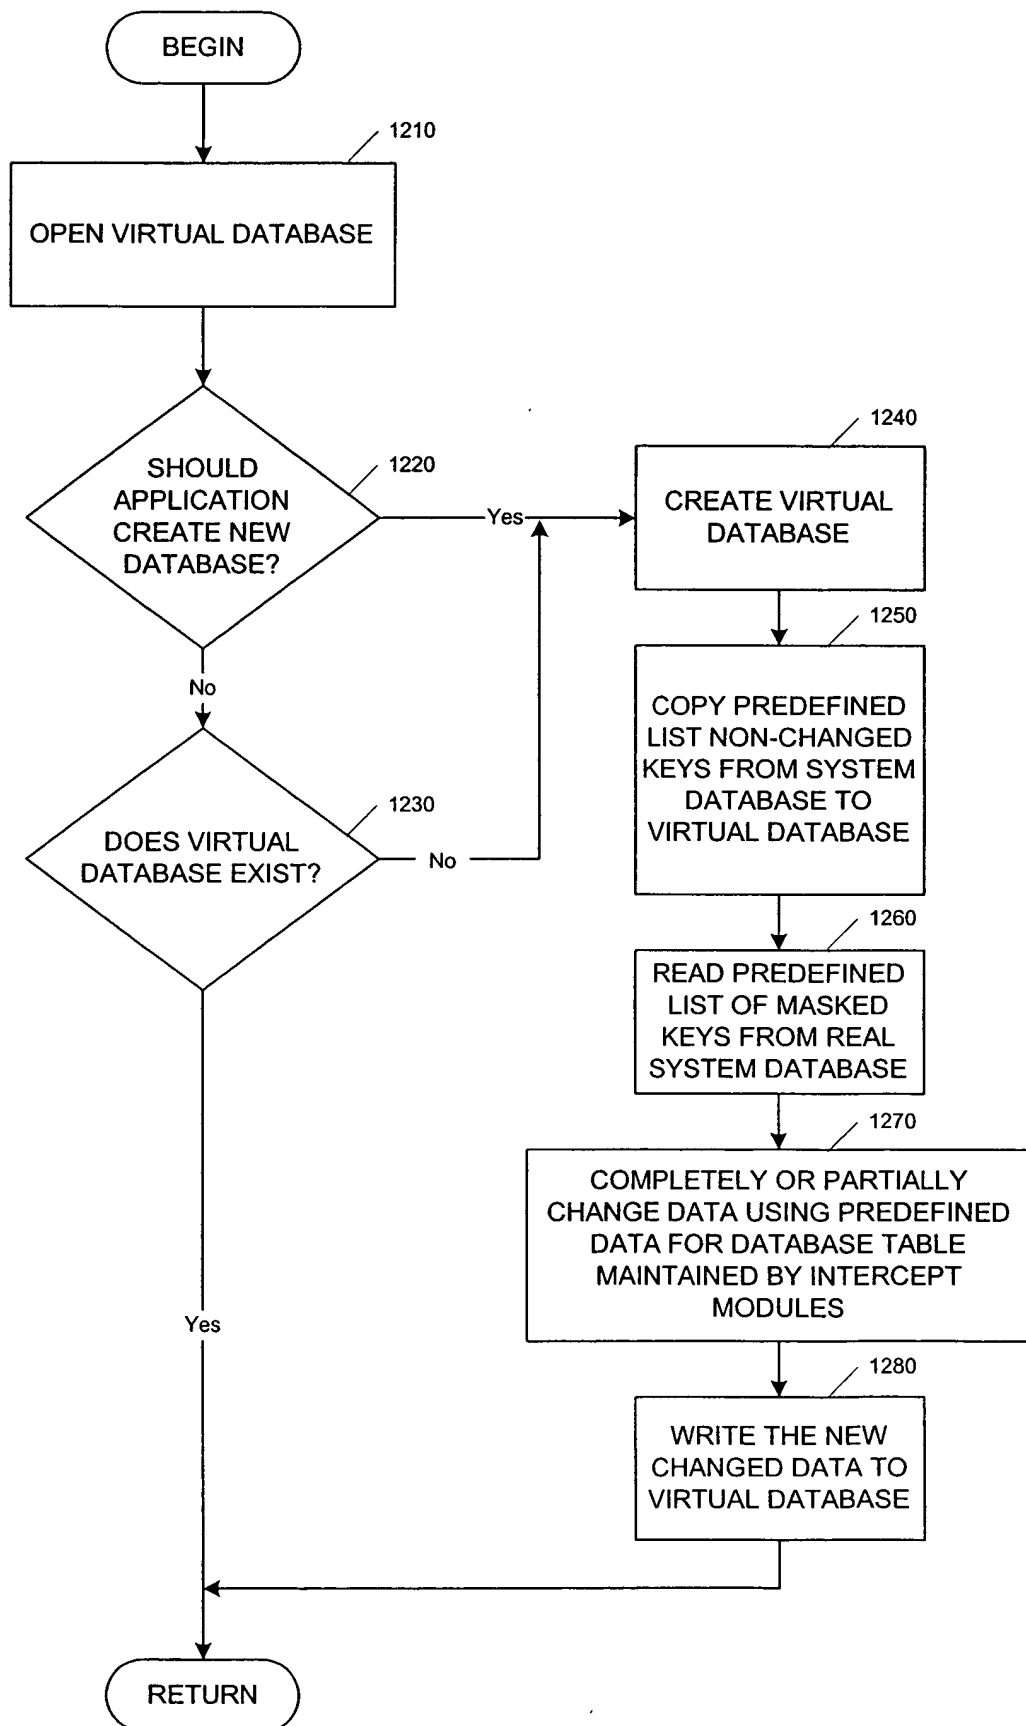 BEGIN
1210
OPEN VIRTUAL DATABASE
SHOULD
APPLICATION
CREATE NEW
DATABASE?
1220
Yes
No
DOES VIRTUAL
DATABASE EXIST?
1230
No
Yes
1240
CREATE VIRTUAL
DATABASE
1250
COPY PREDEFINED
LIST NON-CHANGED
KEYS FROM SYSTEM
DATABASE TO
VIRTUAL DATABASE
1260
READ PREDEFINED
LIST OF MASKED
KEYS FROM REAL
SYSTEM DATABASE
1270
COMPLETELY OR PARTIALLY
CHANGE DATA USING PREDEFINED
DATA FOR DATABASE TABLE
MAINTAINED BY INTERCEPT
MODULES
1280
WRITE THE NEW
CHANGED DATA TO
VIRTUAL DATABASE
RETURN